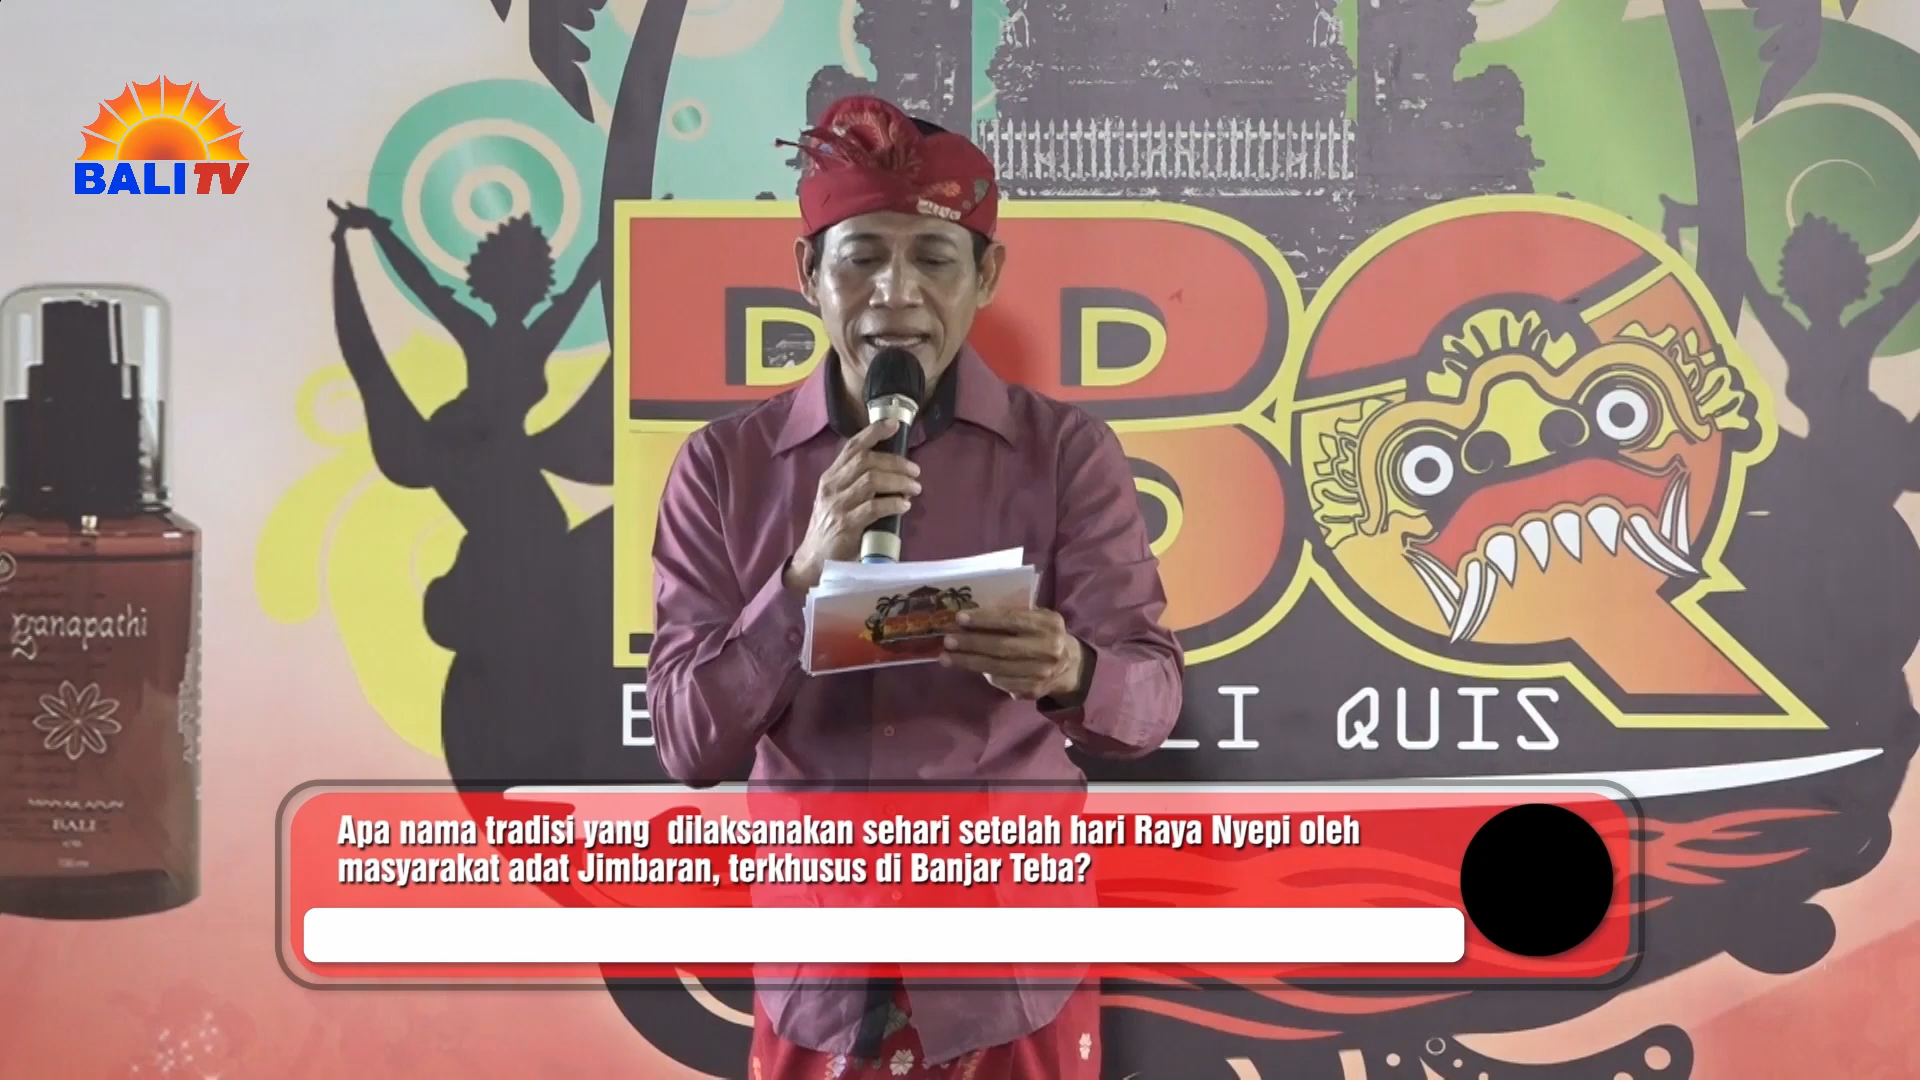 BALI TV
D D
LI QUIS
ganapathi
BALI
Apa nama tradisi yang dilaksanakan sehari setelah hari Raya Nyepi oleh
masyarakat adat Jimbaran, terkhusus di Banjar Teba?